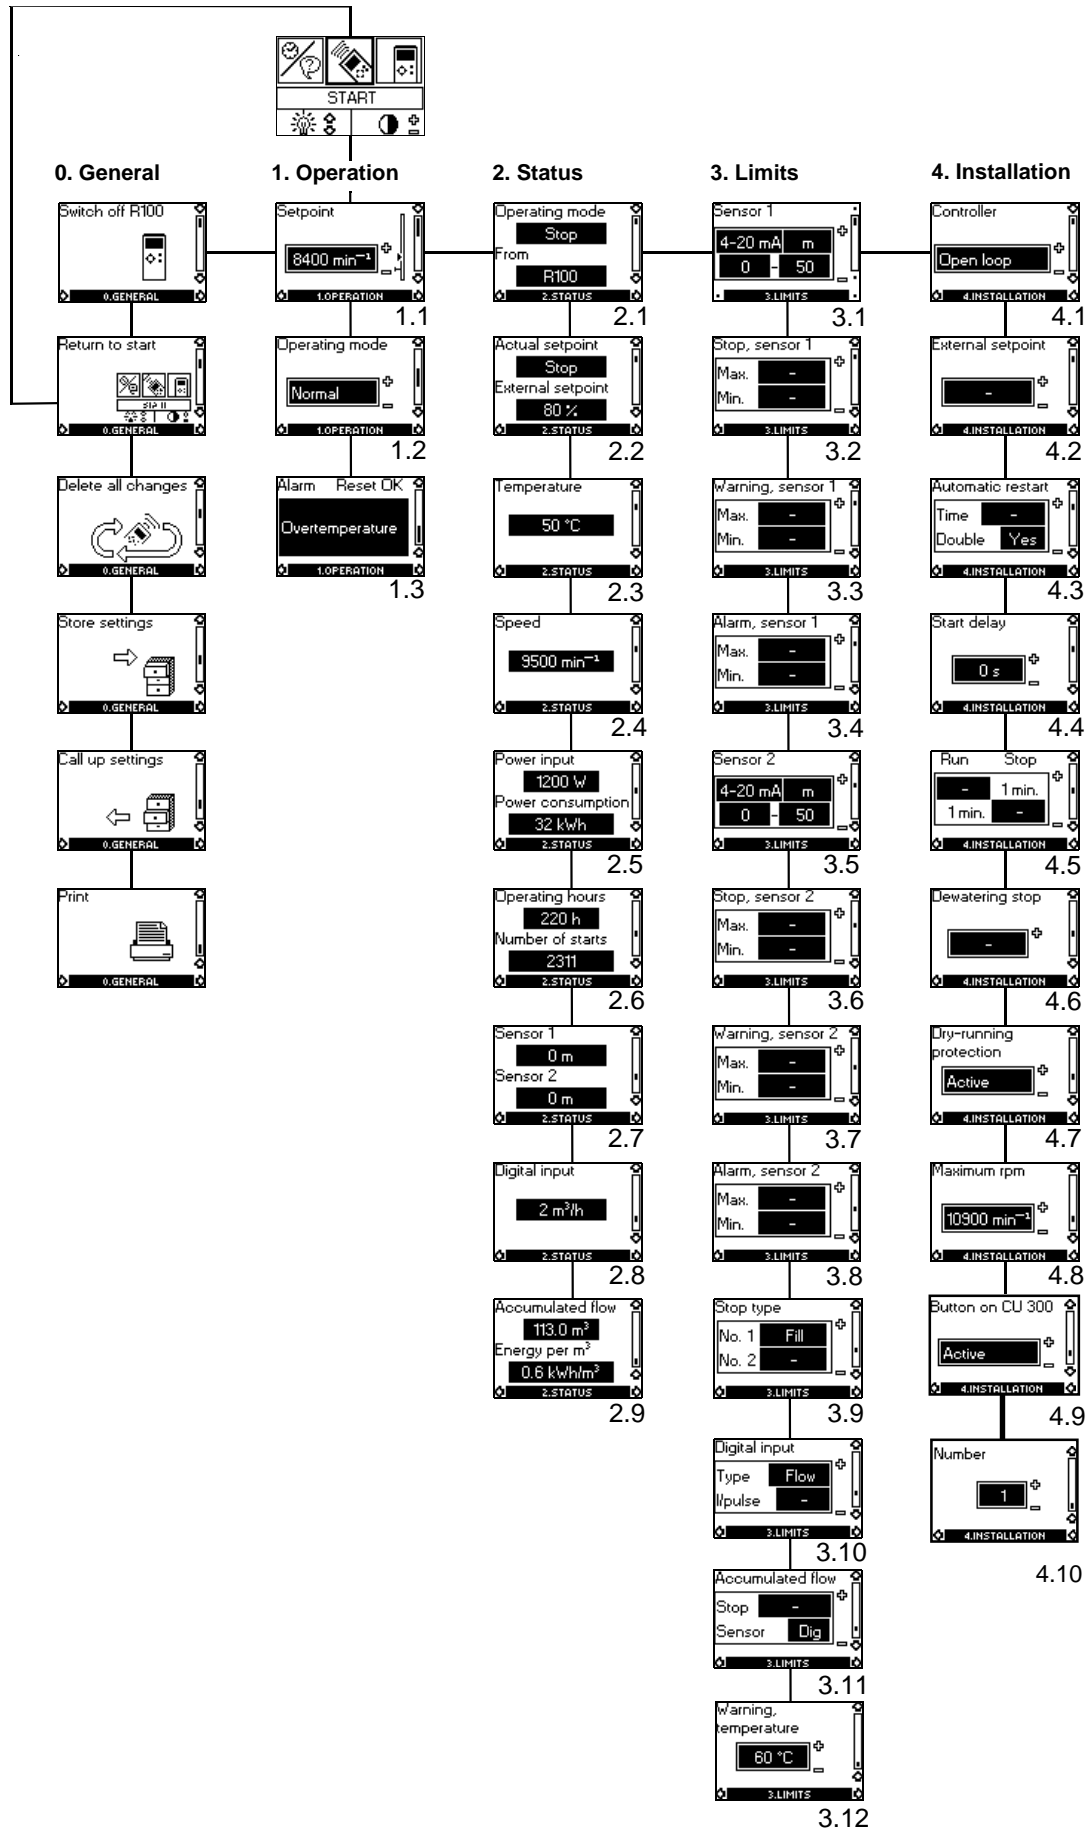 START
0. General
1. Operation
2. Status
3. Limits
4. Installation
Switch off R100
0.GENERAL
Return to start
START
0.GENERAL
Delete all changes
0.GENERAL
Store settings
0.GENERAL
Call up settings
0.GENERAL
Print
0.GENERAL
Setpoint
8400 min⁻¹
1.OPERATION
1.1
Operating mode
Normal
1.OPERATION
1.2
Alarm Reset OK
Overtemperature
1.OPERATION
1.3
Operating mode
Stop
From
R100
2.STATUS
2.1
Actual setpoint
Stop
External setpoint
80 %
2.STATUS
2.2
Temperature
50 °C
2.STATUS
2.3
Speed
9500 min⁻¹
2.STATUS
2.4
Power input
1200 W
Power consumption
32 kWh
2.STATUS
2.5
Operating hours
220 h
Number of starts
2311
2.STATUS
2.6
Sensor 1
0 m
Sensor 2
0 m
2.STATUS
2.7
Digital input
2 m³/h
2.STATUS
2.8
Accumulated flow
113.0 m³
Energy per m³
0.6 kWh/m³
2.STATUS
2.9
Sensor 1
4-20 mA m
0 - 50
3.LIMITS
3.1
Stop, sensor 1
Max. -
Min. -
3.LIMITS
3.2
Warning, sensor 1
Max. -
Min. -
3.LIMITS
3.3
Alarm, sensor 1
Max. -
Min. -
3.LIMITS
3.4
Sensor 2
4-20 mA m
0 - 50
3.LIMITS
3.5
Stop, sensor 2
Max. -
Min. -
3.LIMITS
3.6
Warning, sensor 2
Max. -
Min. -
3.LIMITS
3.7
Alarm, sensor 2
Max. -
Min. -
3.LIMITS
3.8
Stop type
No. 1 Fill
No. 2 -
3.LIMITS
3.9
Digital input
Type Flow
l/pulse -
3.LIMITS
3.10
Accumulated flow
Stop -
Sensor Dig
3.LIMITS
3.11
Warning,
temperature
60 °C
3.LIMITS
3.12
Controller
Open loop
4.INSTALLATION
4.1
External setpoint
-
4.INSTALLATION
4.2
Automatic restart
Time -
Double Yes
4.INSTALLATION
4.3
Start delay
0 s
4.INSTALLATION
4.4
Run Stop
- 1 min.
1 min. -
4.INSTALLATION
4.5
Dewatering stop
-
4.INSTALLATION
4.6
Dry-running
protection
Active
4.INSTALLATION
4.7
Maximum rpm
10900 min⁻¹
4.INSTALLATION
4.8
Button on CU 300
Active
4.INSTALLATION
4.9
Number
1
4.INSTALLATION
4.10